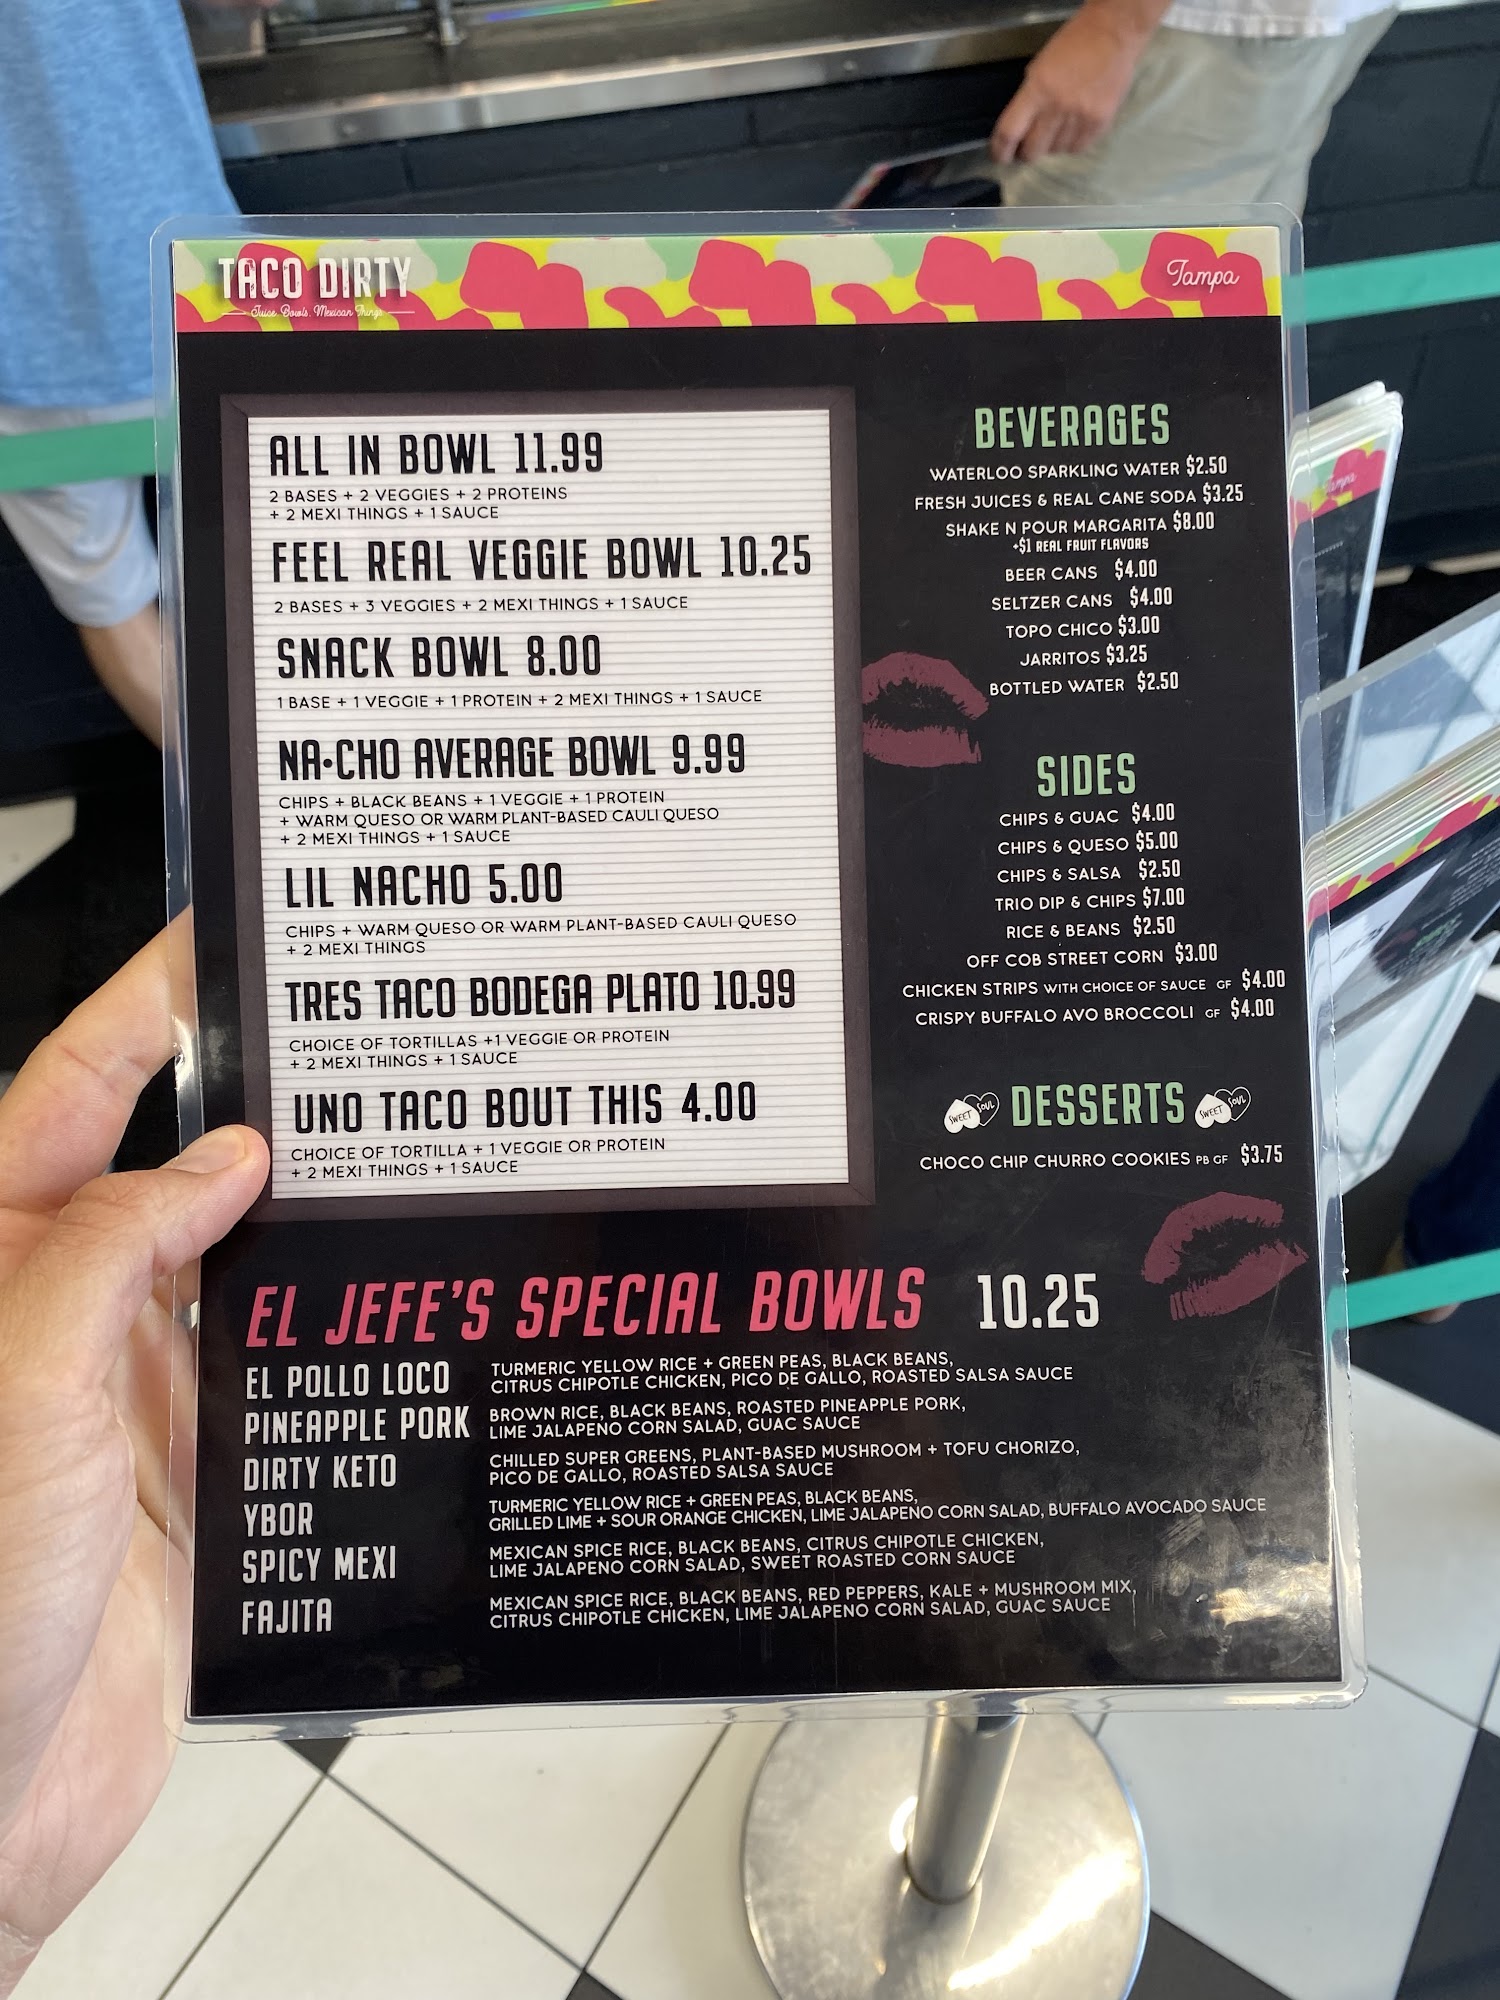 TACO DIRTY
Juice Bowls. Mexican Things
Tampa
ALL IN BOWL 11.99
2 BASES + 2 VEGGIES + 2 PROTEINS
+ 2 MEXI THINGS + 1 SAUCE
FEEL REAL VEGGIE BOWL 10.25
2 BASES + 3 VEGGIES + 2 MEXI THINGS + 1 SAUCE
SNACK BOWL 8.00
1 BASE + 1 VEGGIE + 1 PROTEIN + 2 MEXI THINGS + 1 SAUCE
NA•CHO AVERAGE BOWL 9.99
CHIPS + BLACK BEANS + 1 VEGGIE + 1 PROTEIN
+ WARM QUESO OR WARM PLANT-BASED CAULI QUESO
+ 2 MEXI THINGS + 1 SAUCE
LIL NACHO 5.00
CHIPS + WARM QUESO OR WARM PLANT-BASED CAULI QUESO
+ 2 MEXI THINGS
TRES TACO BODEGA PLATO 10.99
CHOICE OF TORTILLAS +1 VEGGIE OR PROTEIN
+ 2 MEXI THINGS + 1 SAUCE
UNO TACO BOUT THIS 4.00
CHOICE OF TORTILLA + 1 VEGGIE OR PROTEIN
+ 2 MEXI THINGS + 1 SAUCE
BEVERAGES
WATERLOO SPARKLING WATER $2.50
FRESH JUICES & REAL CANE SODA $3.25
SHAKE N POUR MARGARITA $8.00
+$1 REAL FRUIT FLAVORS
BEER CANS $4.00
SELTZER CANS $4.00
TOPO CHICO $3.00
JARRITOS $3.25
BOTTLED WATER $2.50
SIDES
CHIPS & GUAC $4.00
CHIPS & QUESO $5.00
CHIPS & SALSA $2.50
TRIO DIP & CHIPS $7.00
RICE & BEANS $2.50
OFF COB STREET CORN $3.00
CHICKEN STRIPS WITH CHOICE OF SAUCE GF $4.00
CRISPY BUFFALO AVO BROCCOLI GF $4.00
SWEET SOUL DESSERTS SWEET SOUL
CHOCO CHIP CHURRO COOKIES PB GF $3.75
EL JEFE'S SPECIAL BOWLS 10.25
EL POLLO LOCO TURMERIC YELLOW RICE + GREEN PEAS, BLACK BEANS,
CITRUS CHIPOTLE CHICKEN, PICO DE GALLO, ROASTED SALSA SAUCE
PINEAPPLE PORK BROWN RICE, BLACK BEANS, ROASTED PINEAPPLE PORK,
LIME JALAPENO CORN SALAD, GUAC SAUCE
DIRTY KETO CHILLED SUPER GREENS, PLANT-BASED MUSHROOM + TOFU CHORIZO,
PICO DE GALLO, ROASTED SALSA SAUCE
YBOR TURMERIC YELLOW RICE + GREEN PEAS, BLACK BEANS,
GRILLED LIME + SOUR ORANGE CHICKEN, LIME JALAPENO CORN SALAD, BUFFALO AVOCADO SAUCE
SPICY MEXI MEXICAN SPICE RICE, BLACK BEANS, CITRUS CHIPOTLE CHICKEN,
LIME JALAPENO CORN SALAD, SWEET ROASTED CORN SAUCE
FAJITA MEXICAN SPICE RICE, BLACK BEANS, RED PEPPERS, KALE + MUSHROOM MIX,
CITRUS CHIPOTLE CHICKEN, LIME JALAPENO CORN SALAD, GUAC SAUCE
Tampa